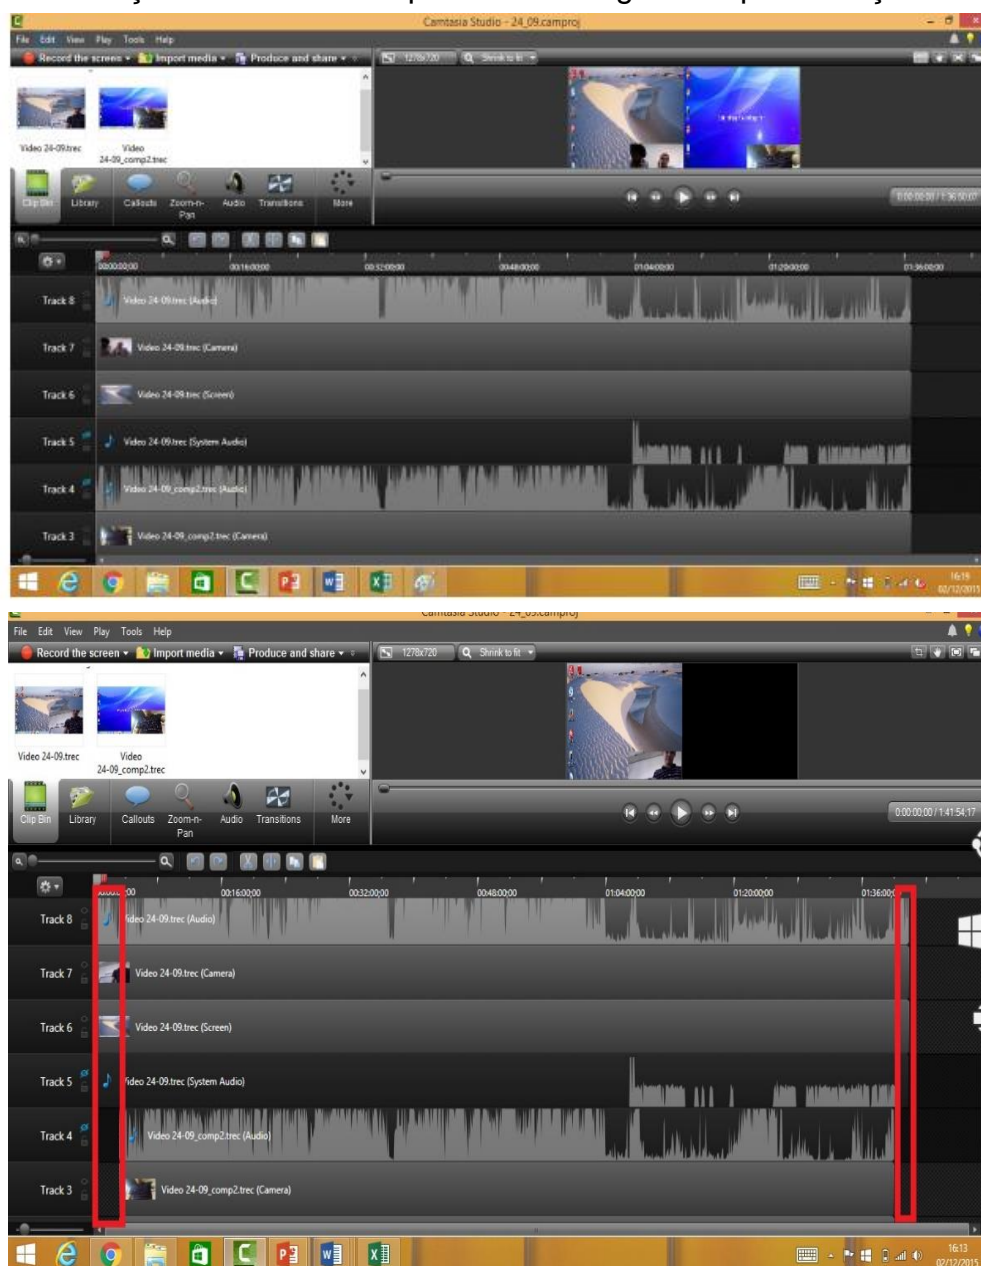 Camtasia Studio - 24_09.camproj
File Edit View Play Tools Help
Record the screen Import media Produce and share 1278x720 Shrink to fit
Video 24-09.trec Video
24-09_comp2.trec
Clip Bin Library Callouts Zoom-n- Audio Transitions More
Pan
0:00:00;00 / 1:36:50;07
00:00:00;00 00:16:00;00 00:32:00;00 00:48:00;00 01:04:00;00 01:20:00;00 01:36:00;00
Track 8 Video 24-09.trec (Audio)
Track 7 Video 24-09.trec (Camera)
Track 6 Video 24-09.trec (Screen)
Track 5 Video 24-09.trec (System Audio)
Track 4 Video 24-09_comp2.trec (Audio)
Track 3 Video 24-09_comp2.trec (Camera)
16:19
02/12/2015
Camtasia Studio - 24_09.camproj
File Edit View Play Tools Help
Record the screen Import media Produce and share 1278x720 Shrink to fit
Video 24-09.trec Video
24-09_comp2.trec
Clip Bin Library Callouts Zoom-n- Audio Transitions More
Pan
0:00:00;00 / 1:41:54;17
00:16:00;00 00:32:00;00 00:48:00;00 01:04:00;00 01:20:00;00
Track 8 Video 24-09.trec (Audio)
Track 7 Video 24-09.trec (Camera)
Track 6 Video 24-09.trec (Screen)
Track 5 Video 24-09.trec (System Audio)
Track 4 Video 24-09_comp2.trec (Audio)
Track 3 Video 24-09_comp2.trec (Camera)
16:13
02/12/2015